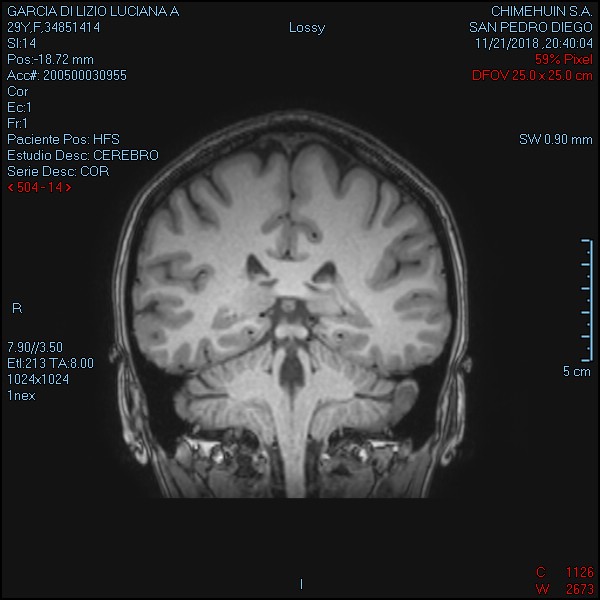 GARCIA DI LIZIO LUCIANA A
29Y,F,34851414
Sl:14
Pos:-18.72 mm
Acc#: 200500030955
Cor
Ec:1
Fr:1
Paciente Pos: HFS
Estudio Desc: CEREBRO
Serie Desc: COR
< 504 - 14 >
Lossy
CHIMEHUIN S.A.
SAN PEDRO DIEGO
11/21/2018 ,20:40:04
59% Pixel
DFOV 25.0 x 25.0 cm
SW 0.90 mm
R
5 cm
7.90//3.50
Etl:213 TA:8.00
1024x1024
1nex
I
C 1126
W 2673